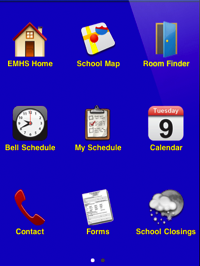 EMHS Home
School Map
Room Finder
Bell Schedule
My Schedule
Tuesday
9
Calendar
Contact
Forms
School Closings